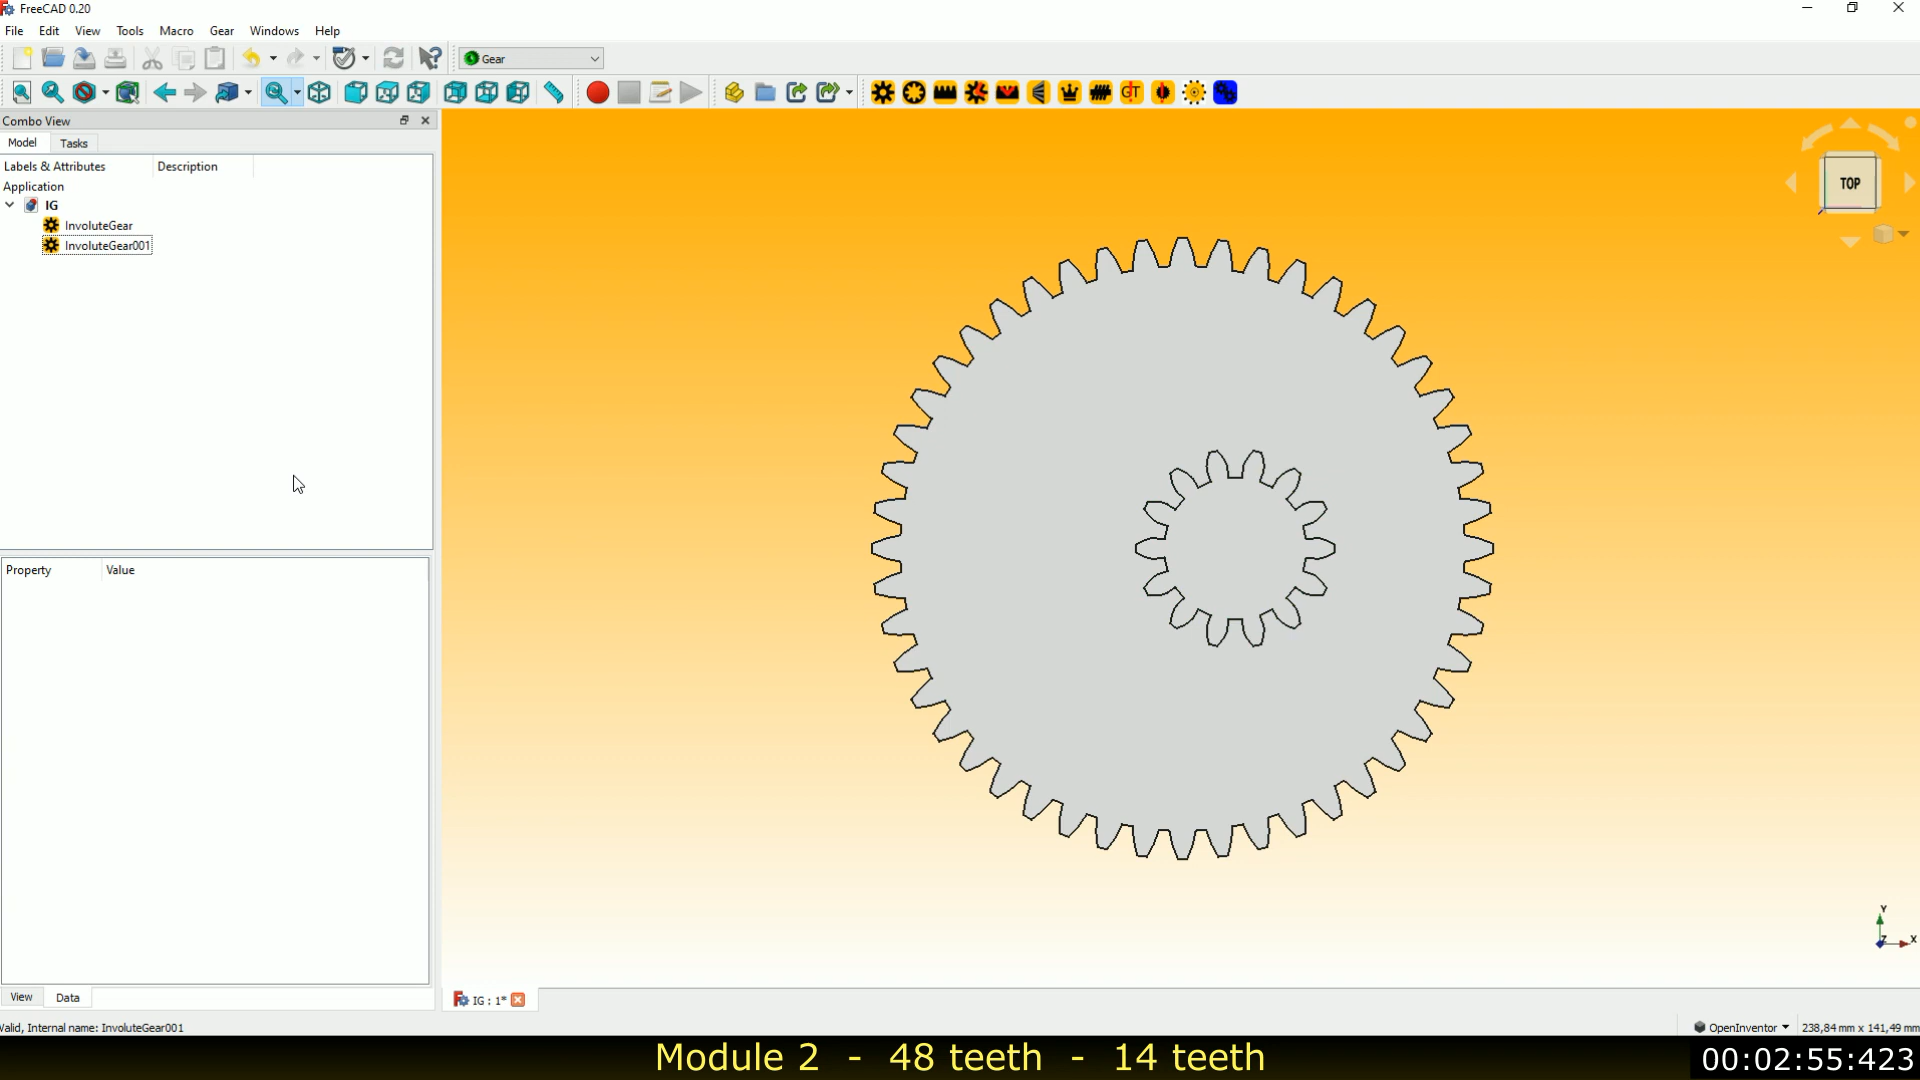 FreeCAD 0.20
File Edit View Tools Macro Gear Windows Help
Gear
GT
Combo View
Model Tasks
Labels & Attributes Description
Application
IG
InvoluteGear
InvoluteGear001
TOP
Property Value
Y
Z X
View Data
IG : 1*
Valid, Internal name: InvoluteGear001
OpenInventor 238,84 mm x 141,49 mm
Module 2 - 48 teeth - 14 teeth
00:02:55:423